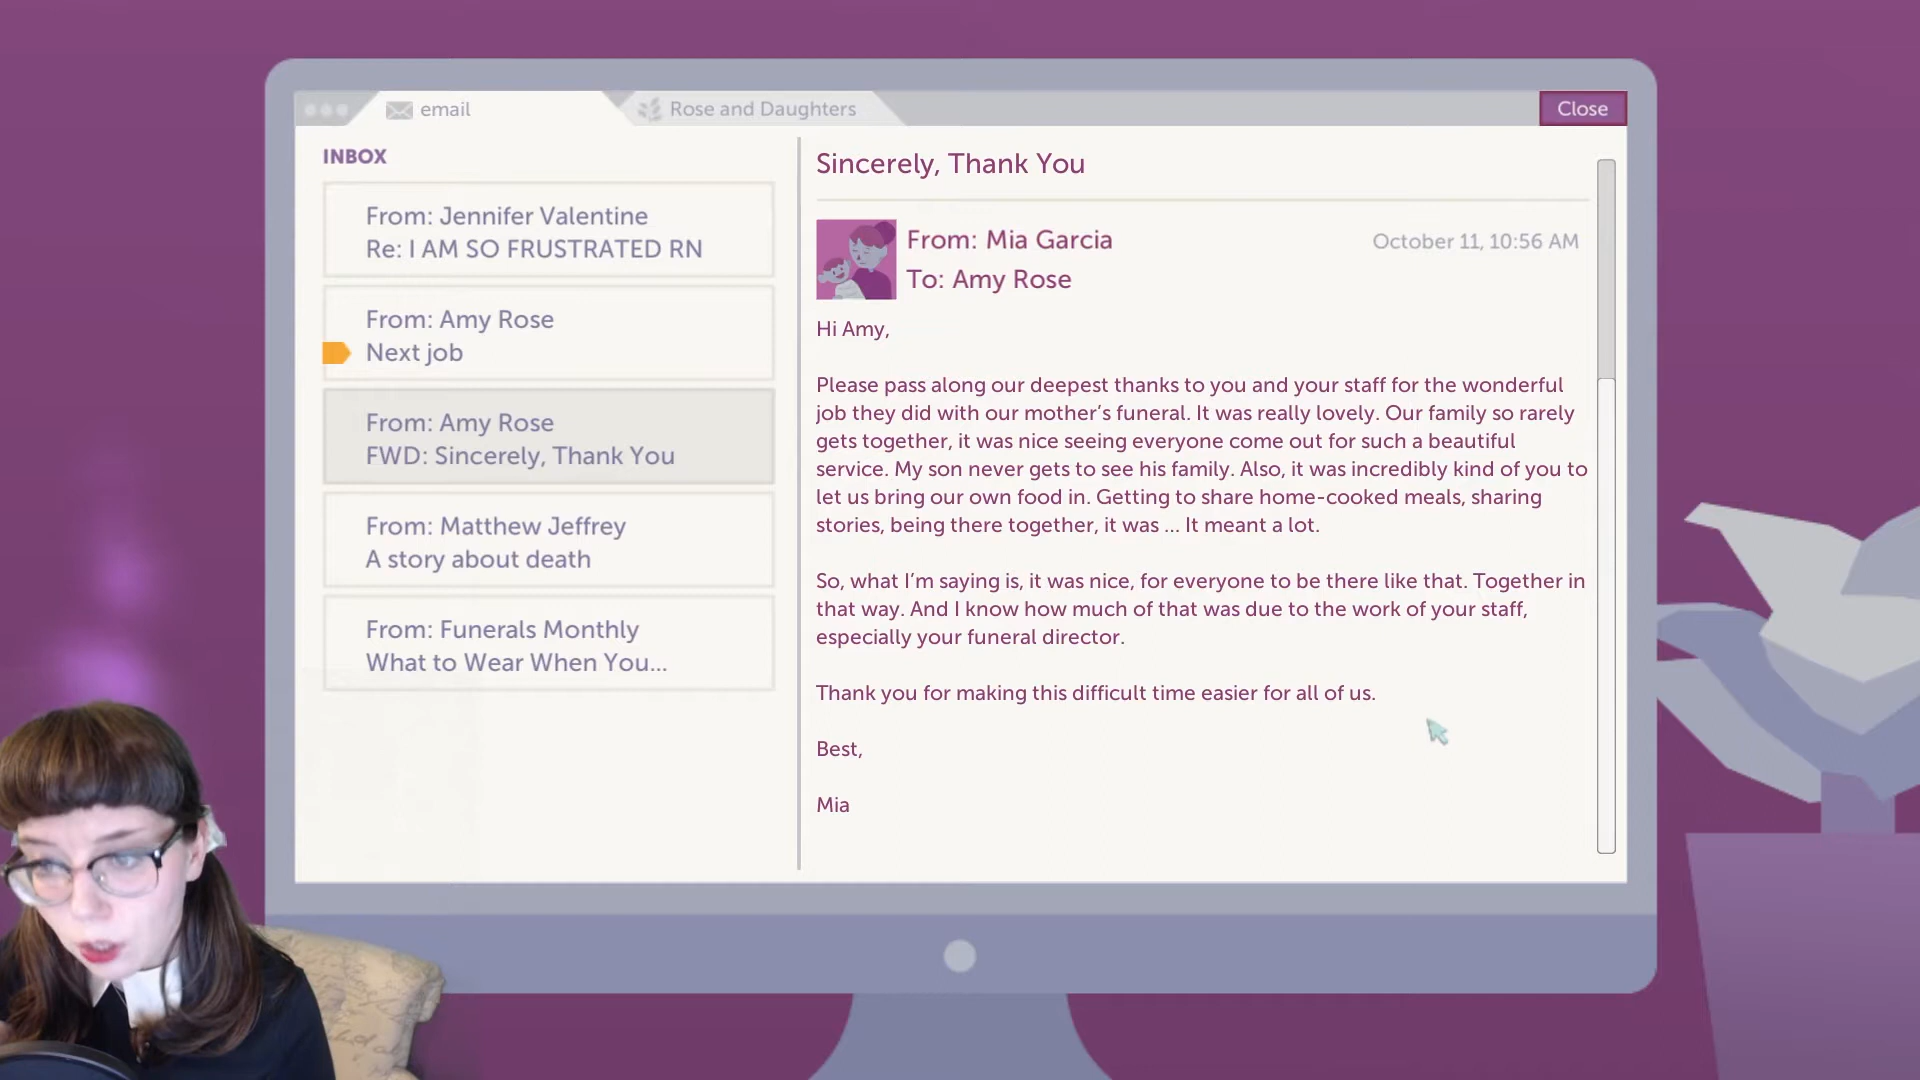 email
Rose and Daughters
Close
INBOX
From: Jennifer Valentine
Re: I AM SO FRUSTRATED RN
From: Amy Rose
Next job
From: Amy Rose
FWD: Sincerely, Thank You
From: Matthew Jeffrey
A story about death
From: Funerals Monthly
What to Wear When You...
Sincerely, Thank You
From: Mia Garcia
October 11, 10:56 AM
To: Amy Rose
Hi Amy,
Please pass along our deepest thanks to you and your staff for the wonderful
job they did with our mother’s funeral. It was really lovely. Our family so rarely
gets together, it was nice seeing everyone come out for such a beautiful
service. My son never gets to see his family. Also, it was incredibly kind of you to
let us bring our own food in. Getting to share home-cooked meals, sharing
stories, being there together, it was ... It meant a lot.
So, what I’m saying is, it was nice, for everyone to be there like that. Together in
that way. And I know how much of that was due to the work of your staff,
especially your funeral director.
Thank you for making this difficult time easier for all of us.
Best,
Mia